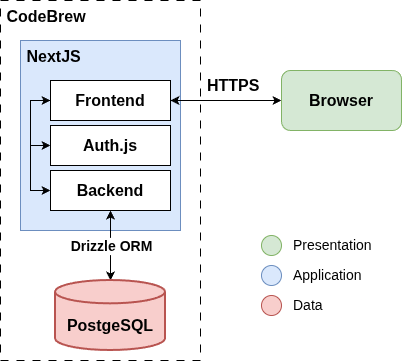 CodeBrew
NextJS
Frontend
HTTPS
Browser
Auth.js
Backend
Drizzle ORM
PostgeSQL
Presentation
Application
Data